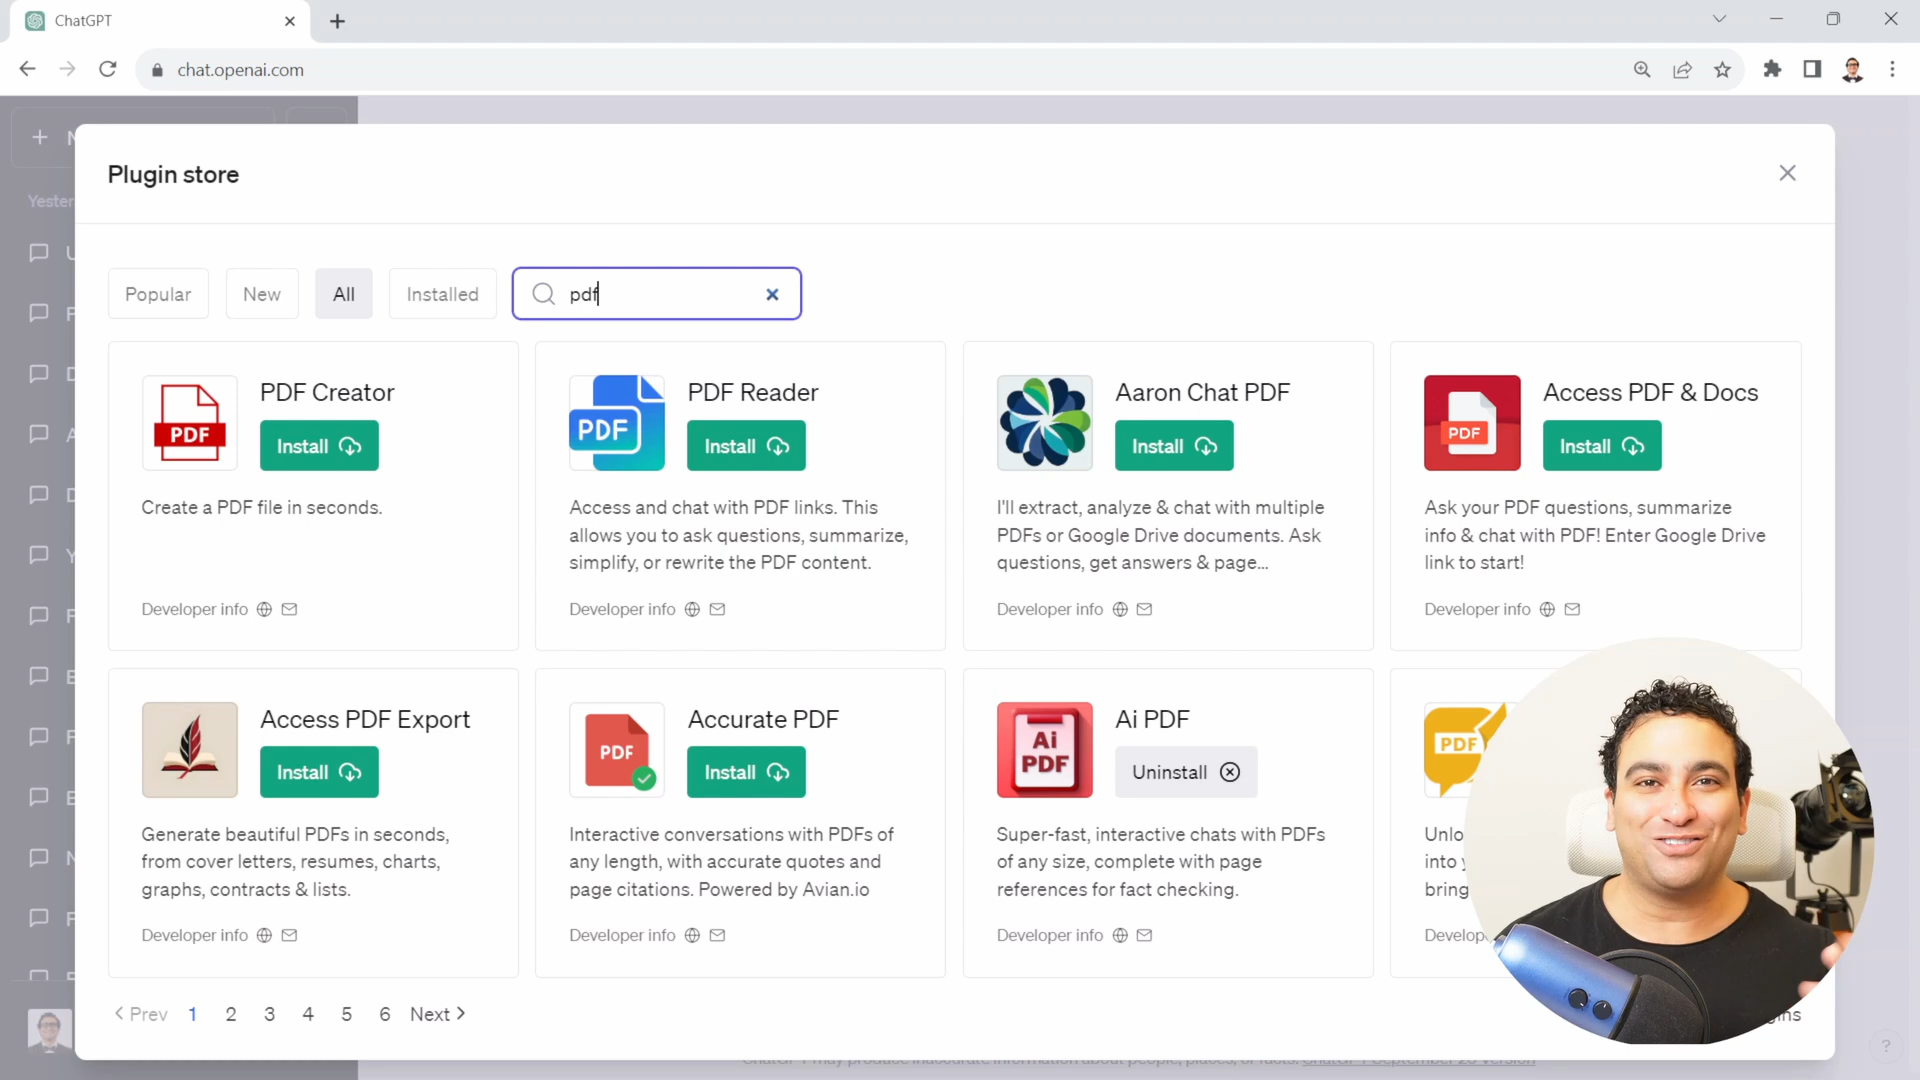 ChatGPT
chat.openai.com
Plugin store
Popular
New
All
Installed
pdf
PDF
PDF Creator
Install
Create a PDF file in seconds.
Developer info
PDF
PDF Reader
Install
Access and chat with PDF links. This
allows you to ask questions, summarize,
simplify, or rewrite the PDF content.
Developer info
Aaron Chat PDF
Install
I'll extract, analyze & chat with multiple
PDFs or Google Drive documents. Ask
questions, get answers & page...
Developer info
PDF
Access PDF & Docs
Install
Ask your PDF questions, summarize
info & chat with PDF! Enter Google Drive
link to start!
Developer info
Access PDF Export
Install
Generate beautiful PDFs in seconds,
from cover letters, resumes, charts,
graphs, contracts & lists.
Developer info
PDF
Accurate PDF
Install
Interactive conversations with PDFs of
any length, with accurate quotes and
page citations. Powered by Avian.io
Developer info
Ai
PDF
Ai PDF
Uninstall
Super-fast, interactive chats with PDFs
of any size, complete with page
references for fact checking.
Developer info
PDF
Prev 1 2 3 4 5 6 Next
?